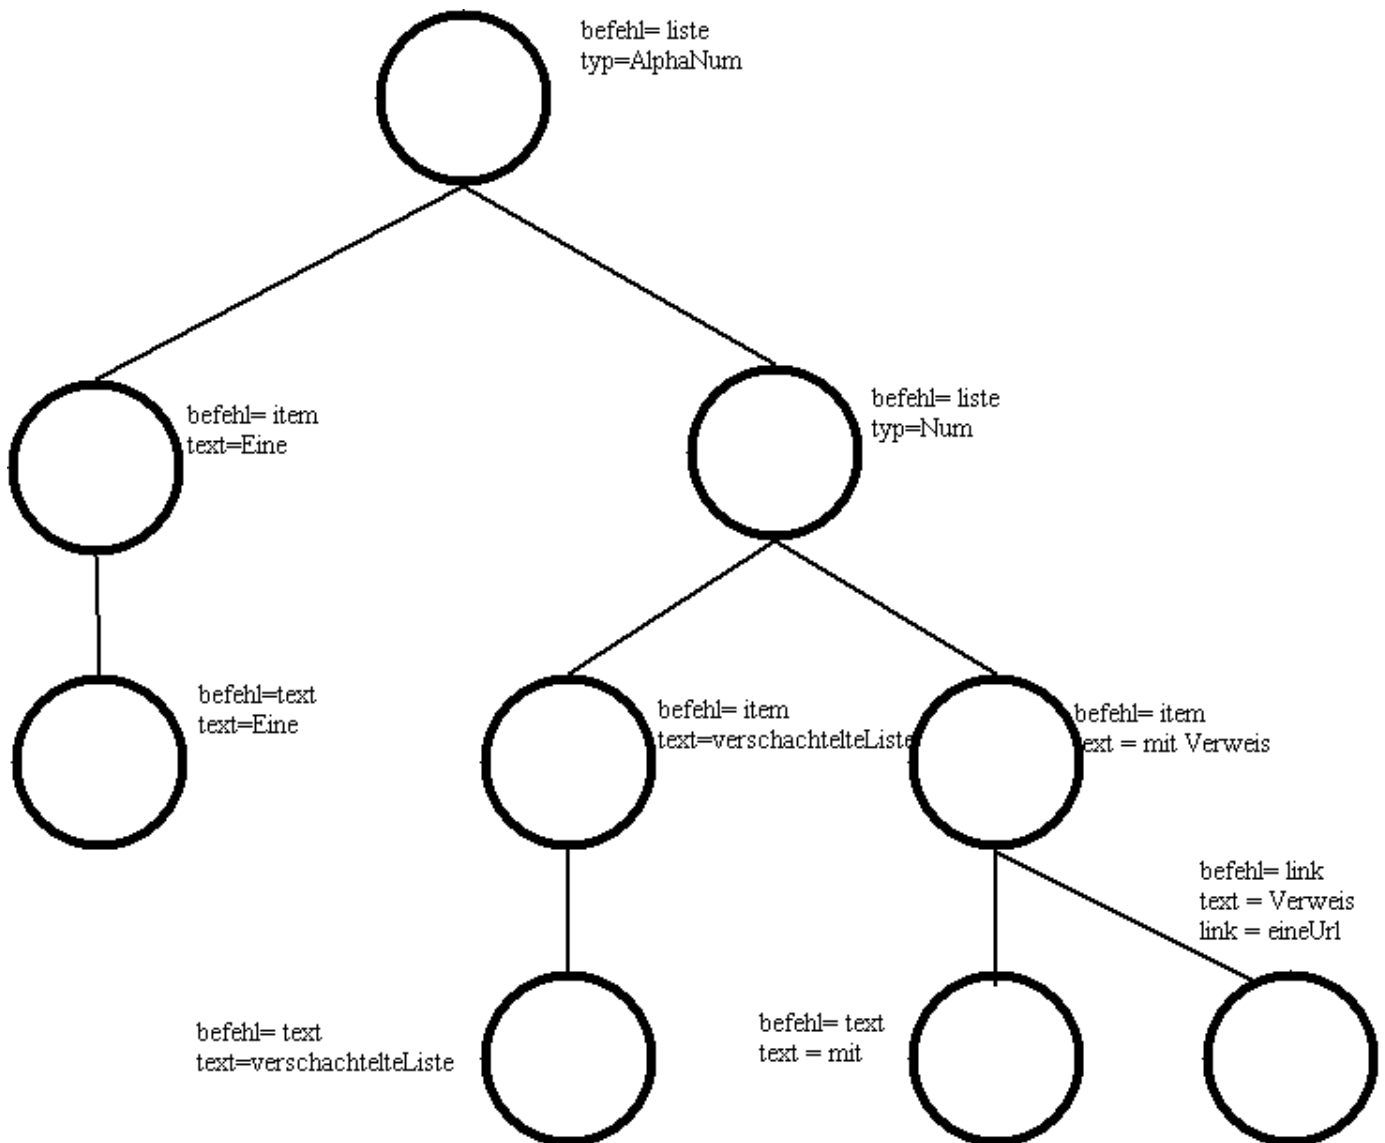 befehl= liste
typ=AlphaNum
befehl= item
text=Eine
befehl= liste
typ=Num
befehl=text
text=Eine
befehl= item
text=verschachtelteListe
befehl= item
text = mit Verweis
befehl= link
text = Verweis
link = eineUrl
befehl= text
text=verschachtelteListe
befehl= text
text = mit